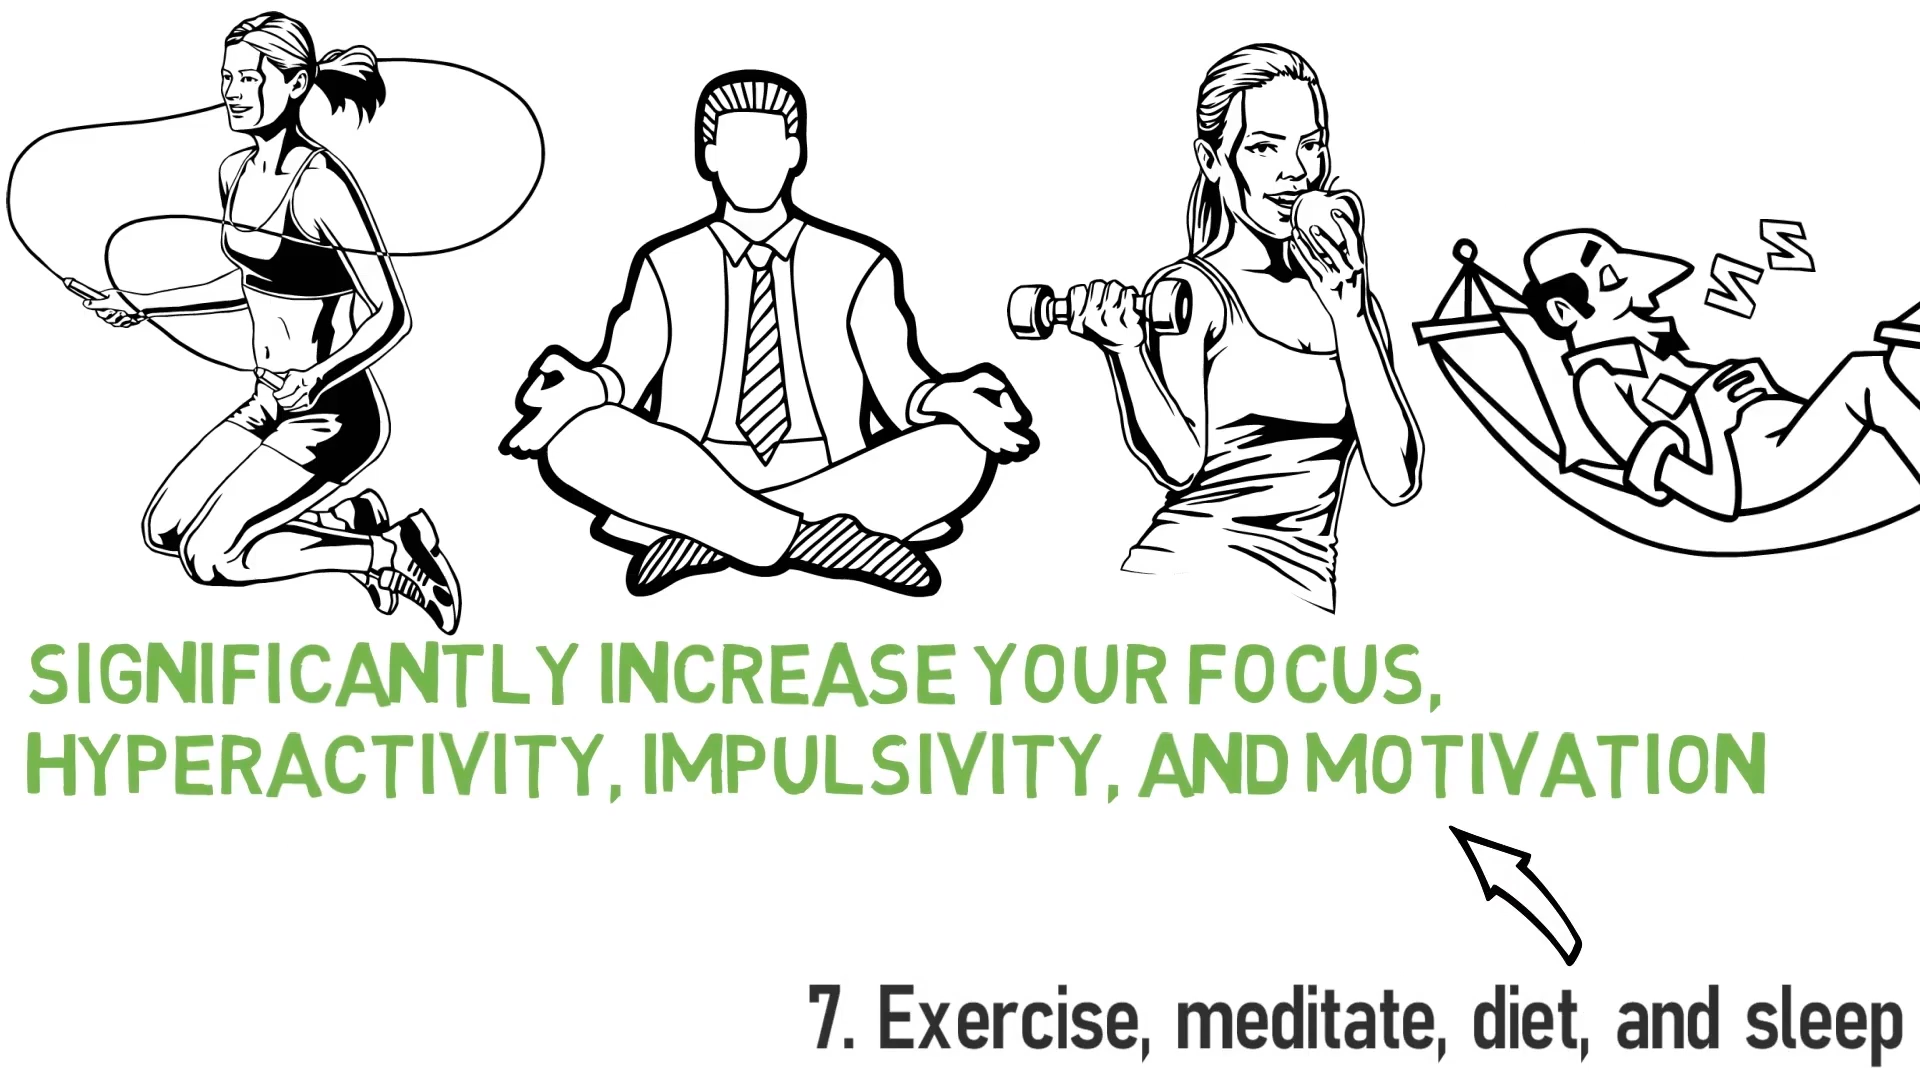 Z Z
SIGNIFICANTLY INCREASE YOUR FOCUS,
HYPERACTIVITY, IMPULSIVITY, AND MOTIVATION
7. Exercise, meditate, diet, and sleep